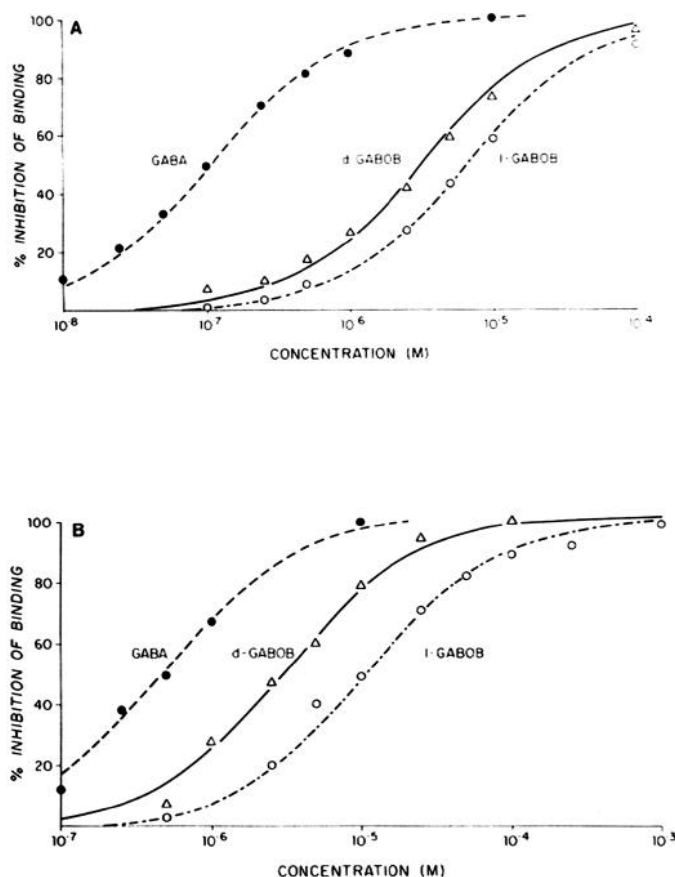 A
100
80
60
40
20
% INHIBITION OF BINDING
GABA
d-GABOB
l-GABOB
10⁻⁸
10⁻⁷
10⁻⁶
10⁻⁵
10⁻⁴
CONCENTRATION (M)
B
100
80
60
40
20
% INHIBITION OF BINDING
GABA
d-GABOB
l-GABOB
10⁻⁷
10⁻⁶
10⁻⁵
10⁻⁴
10⁻³
CONCENTRATION (M)